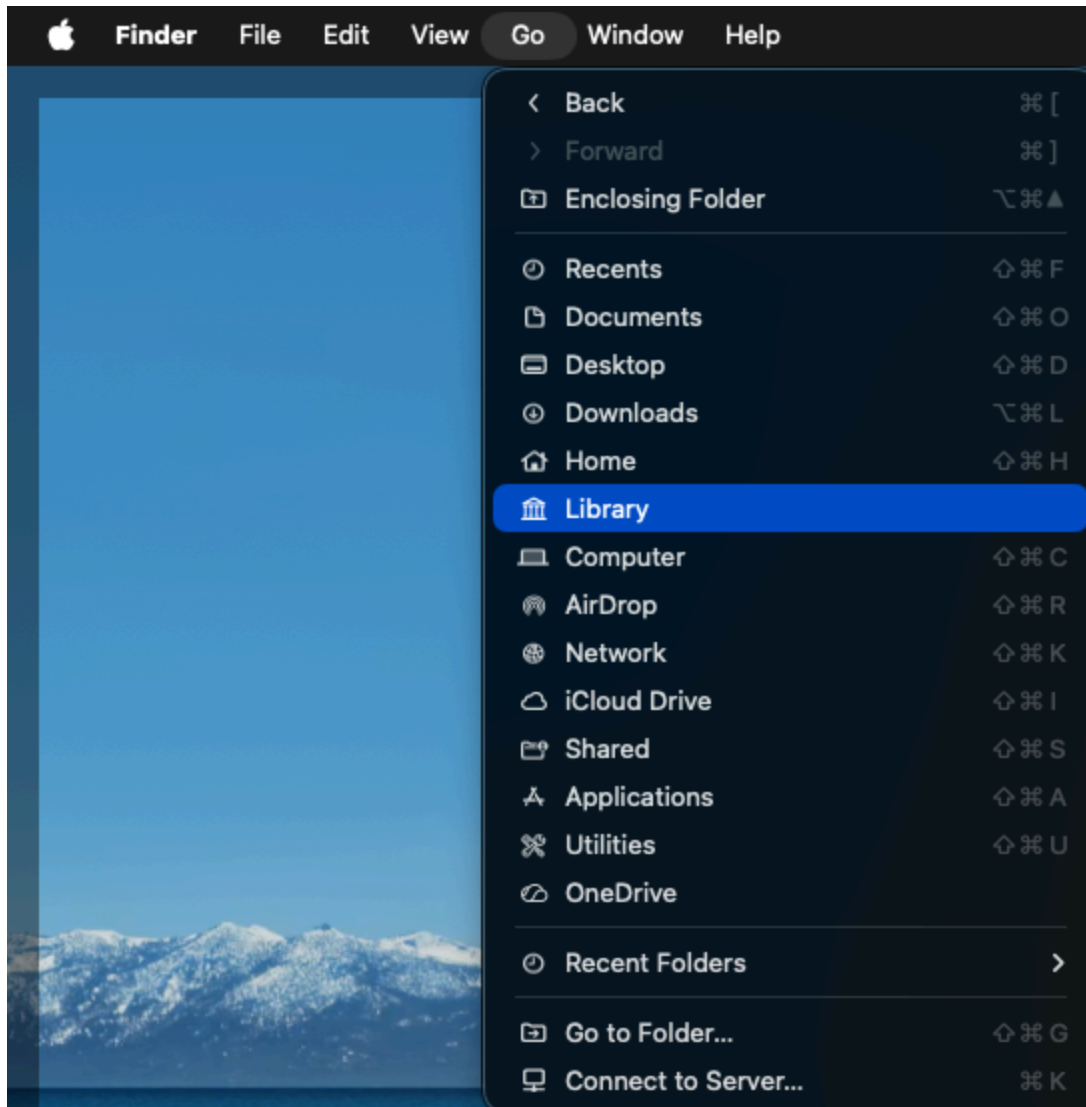 Finder File Edit View Go Window Help
Back ⌘ [
Forward ⌘ ]
Enclosing Folder ⌥⌘▲
Recents ⇧⌘ F
Documents ⇧⌘ O
Desktop ⇧⌘ D
Downloads ⌥⌘ L
Home ⇧⌘ H
Library
Computer ⇧⌘ C
AirDrop ⇧⌘ R
Network ⇧⌘ K
iCloud Drive ⇧⌘ I
Shared ⇧⌘ S
Applications ⇧⌘ A
Utilities ⇧⌘ U
OneDrive
Recent Folders
Go to Folder... ⇧⌘ G
Connect to Server... ⌘ K